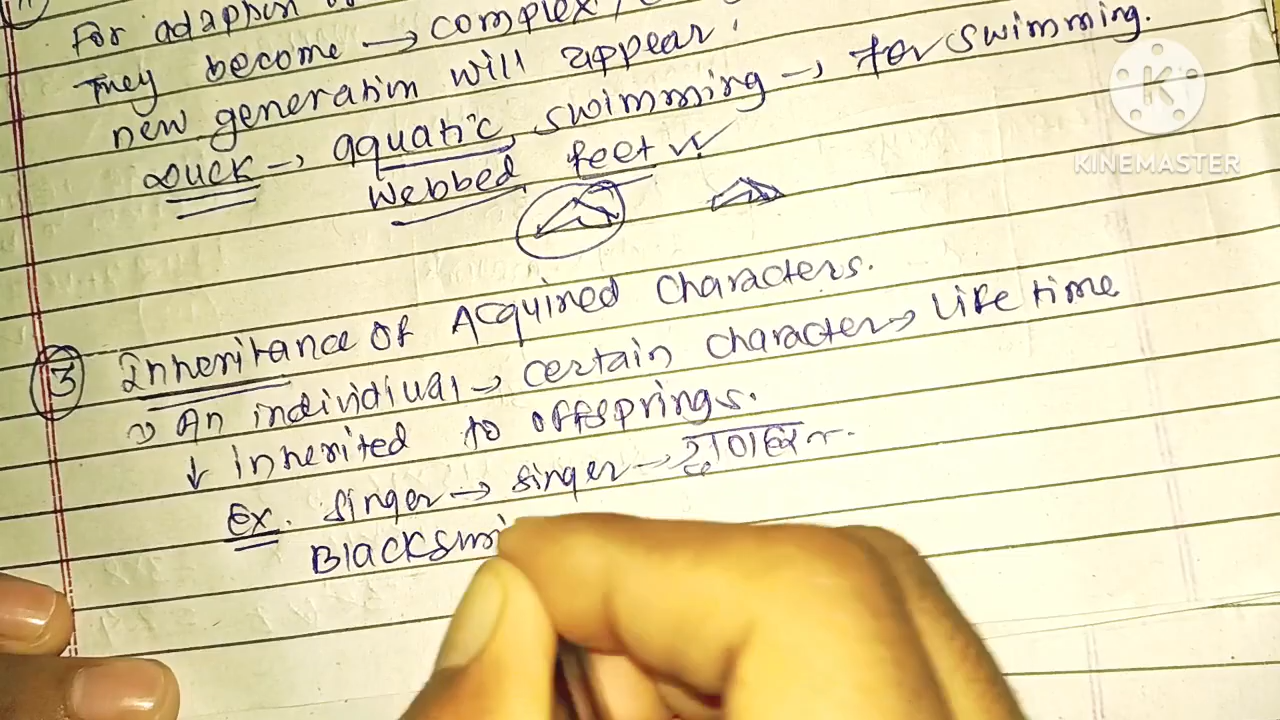 For adaption
They become → complex,
new generatin will appear.
Duck → aquatic, swimming → for swimming.
Webbed feet
K
KINEMASTER
3 Inheritance of Acquired Characters.
An individual → certain character → Life time
↓ inherited to offsprings.
Ex. Singer → singer →
Blacksmi